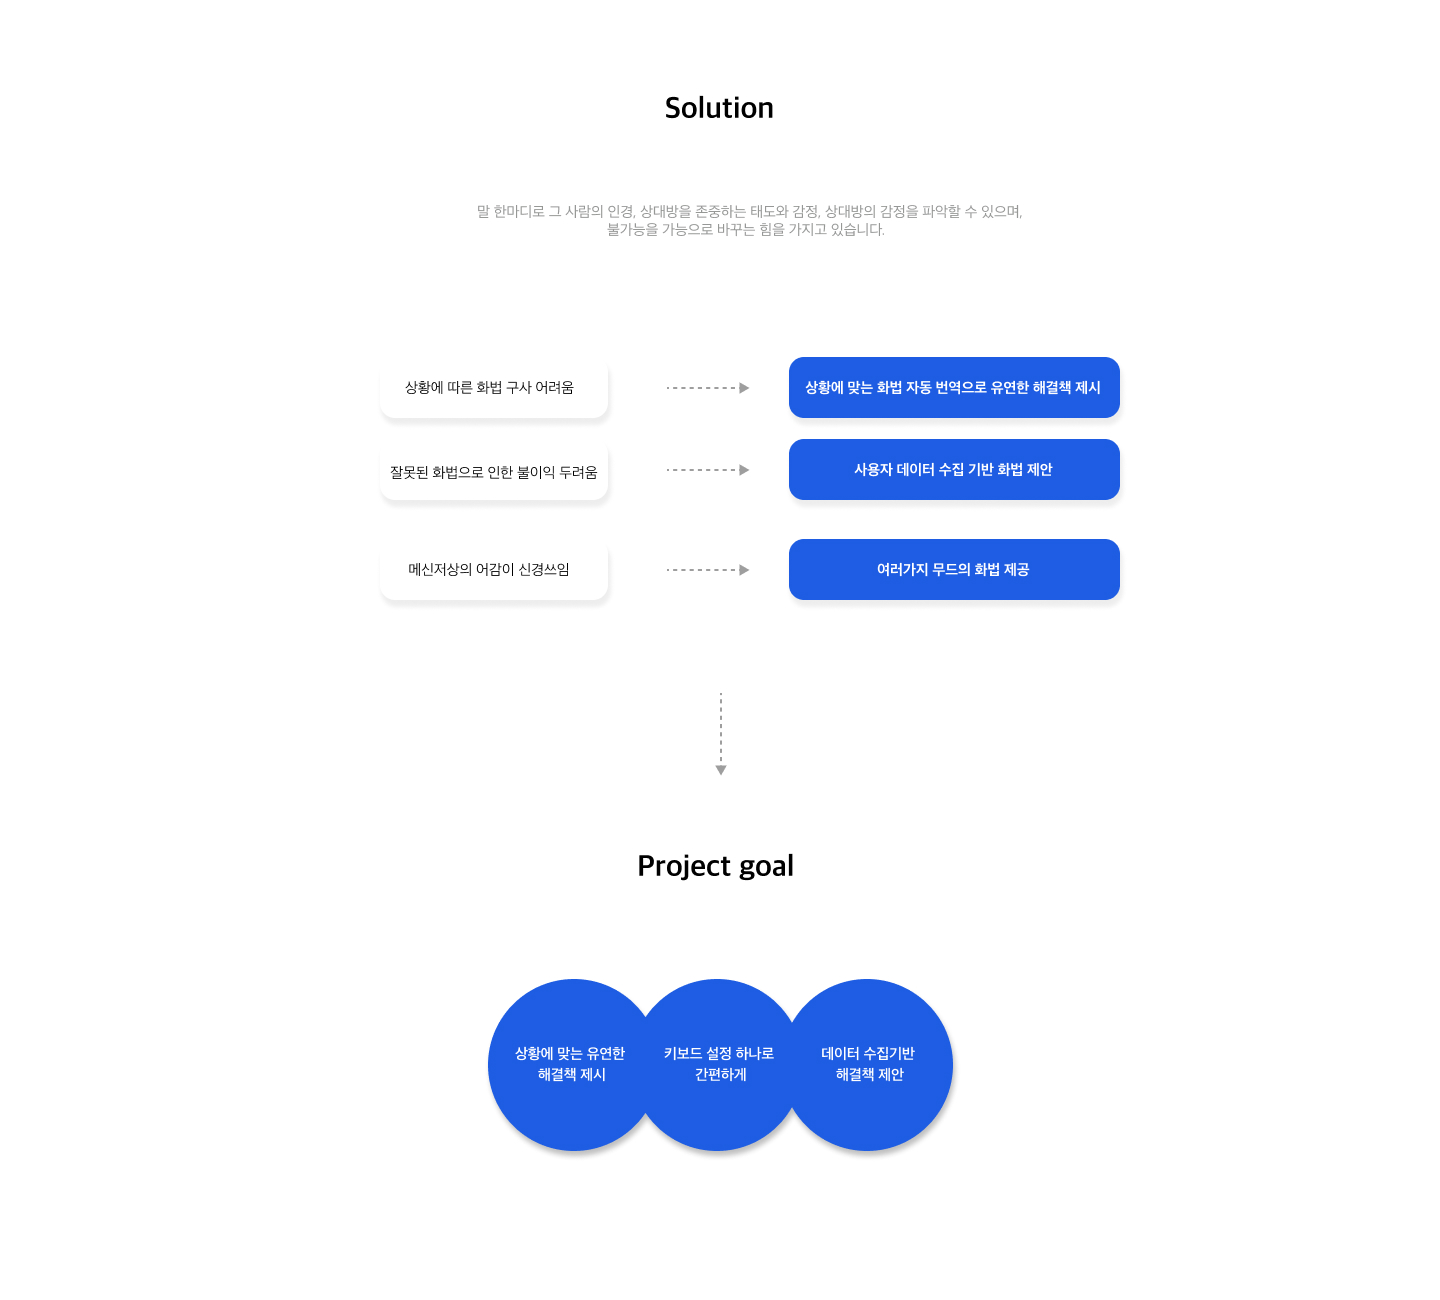 Solution
말 한마디로 그 사람의 인경, 상대방을 존중하는 태도와 감정, 상대방의 감정을 파악할 수 있으며,
불가능을 가능으로 바꾸는 힘을 가지고 있습니다.
상황에 따른 화법 구사 어려움
상황에 맞는 화법 자동 번역으로 유연한 해결책 제시
잘못된 화법으로 인한 불이익 두려움
사용자 데이터 수집 기반 화법 제안
메신저상의 어감이 신경쓰임
여러가지 무드의 화법 제공
Project goal
상황에 맞는 유연한
해결책 제시
키보드 설정 하나로
간편하게
데이터 수집기반
해결책 제안